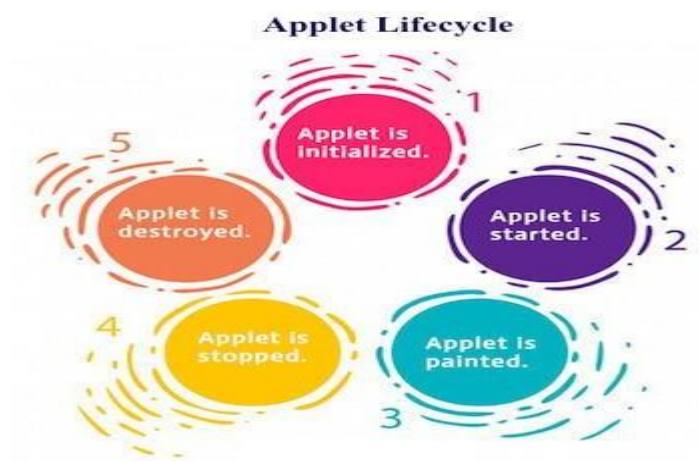 Applet Lifecycle
1
Applet is
initialized.
2
Applet is
started.
3
Applet is
painted.
4
Applet is
stopped.
5
Applet is
destroyed.